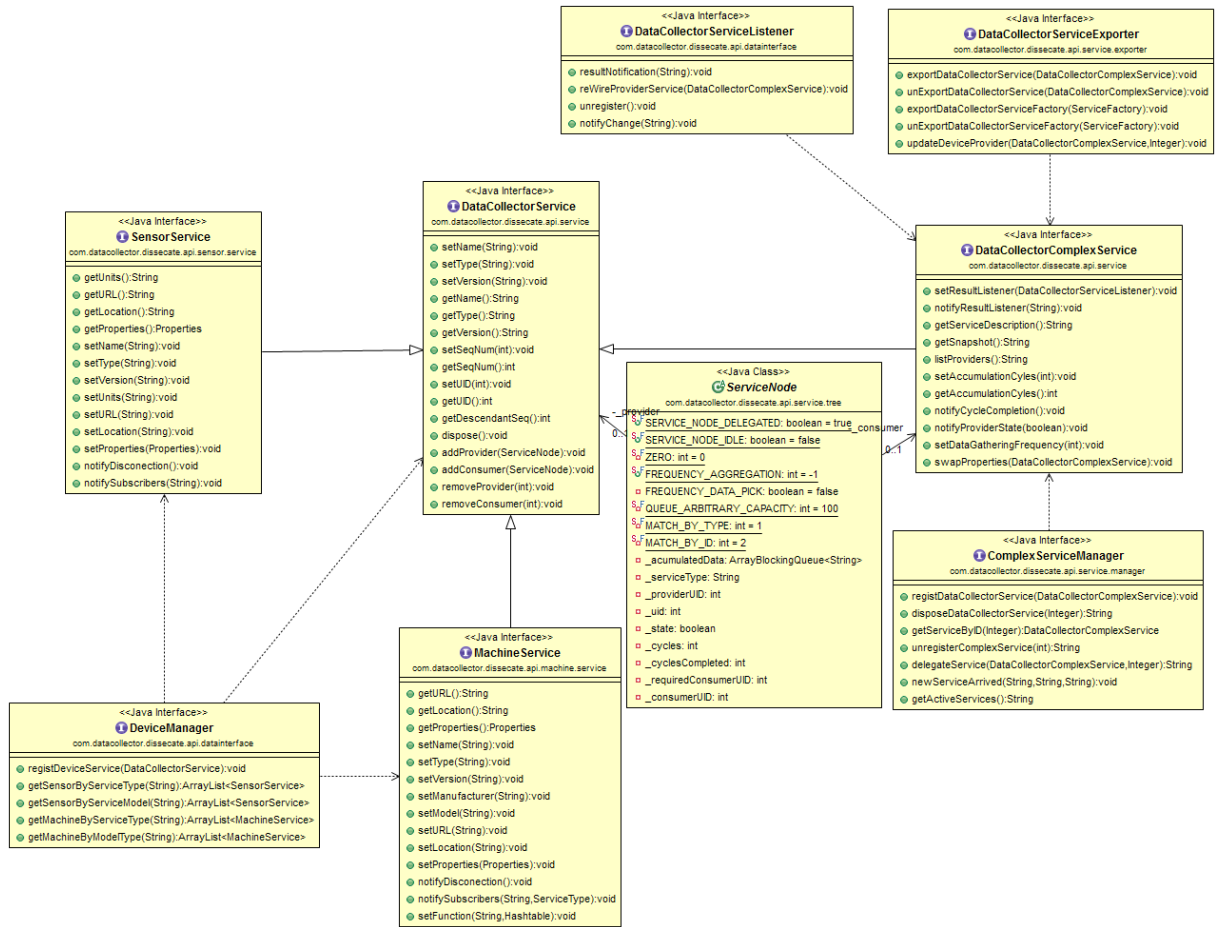 <<Java Interface>>
DataCollectorServiceListener
com.datacollector.dissecate.api.datainterface
resultNotification(String):void
reWireProviderService(DataCollectorComplexService):void
unregister():void
notifyChange(String):void
<<Java Interface>>
DataCollectorServiceExporter
com.datacollector.dissecate.api.service.exporter
exportDataCollectorService(DataCollectorComplexService):void
unExportDataCollectorService(DataCollectorComplexService):void
exportDataCollectorServiceFactory(ServiceFactory):void
unExportDataCollectorServiceFactory(ServiceFactory):void
updateDeviceProvider(DataCollectorComplexService,Integer):void
<<Java Interface>>
SensorService
com.datacollector.dissecate.api.sensor.service
getUnits():String
getURL():String
getLocation():String
getProperties():Properties
setName(String):void
setType(String):void
setVersion(String):void
setUnits(String):void
setURL(String):void
setLocation(String):void
setProperties(Properties):void
notifyDisconection():void
notifySubscribers(String):void
<<Java Interface>>
DataCollectorService
com.datacollector.dissecate.api.service
setName(String):void
setType(String):void
setVersion(String):void
getName():String
getType():String
getVersion():String
setSeqNum(int):void
getSeqNum():int
setUID(int):void
getUID():int
getDescendantSeq():int
dispose():void
addProvider(ServiceNode):void
addConsumer(ServiceNode):void
removeProvider(int):void
removeConsumer(int):void
<<Java Interface>>
DataCollectorComplexService
com.datacollector.dissecate.api.service
setResultListener(DataCollectorServiceListener):void
notifyResultListener(String):void
getServiceDescription():String
getSnapshot():String
listProviders():String
setAccumulationCyles(int):void
getAccumulationCyles():int
notifyCycleCompletion():void
notifyProviderState(boolean):void
setDataGatheringFrequency(int):void
swapProperties(DataCollectorComplexService):void
<<Java Class>>
ServiceNode
com.datacollector.dissecate.api.service.tree
SERVICE_NODE_DELEGATED: boolean = true
SERVICE_NODE_IDLE: boolean = false
ZERO: int = 0
FREQUENCY_AGGREGATION: int = -1
FREQUENCY_DATA_PICK: boolean = false
QUEUE_ARBITRARY_CAPACITY: int = 100
MATCH_BY_TYPE: int = 1
MATCH_BY_ID: int = 2
_acumulatedData: ArrayBlockingQueue<String>
_serviceType: String
_providerUID: int
_uid: int
_state: boolean
_cycles: int
_cyclesCompleted: int
_requiredConsumerUID: int
_consumerUID: int
-_provider
_consumer
0..1
<<Java Interface>>
MachineService
com.datacollector.dissecate.api.machine.service
getURL():String
getLocation():String
getProperties():Properties
setName(String):void
setType(String):void
setVersion(String):void
setManufacturer(String):void
setModel(String):void
setURL(String):void
setLocation(String):void
setProperties(Properties):void
notifyDisconection():void
notifySubscribers(String,ServiceType):void
setFunction(String,Hashtable):void
<<Java Interface>>
ComplexServiceManager
com.datacollector.dissecate.api.service.manager
registDataCollectorService(DataCollectorComplexService):void
disposeDataCollectorService(Integer):String
getServiceByID(Integer):DataCollectorComplexService
unregisterComplexService(int):String
delegateService(DataCollectorComplexService,Integer):String
newServiceArrived(String,String,String):void
getActiveServices():String
<<Java Interface>>
DeviceManager
com.datacollector.dissecate.api.datainterface
registDeviceService(DataCollectorService):void
getSensorByServiceType(String):ArrayList<SensorService>
getSensorByServiceModel(String):ArrayList<SensorService>
getMachineByServiceType(String):ArrayList<MachineService>
getMachineByModelType(String):ArrayList<MachineService>